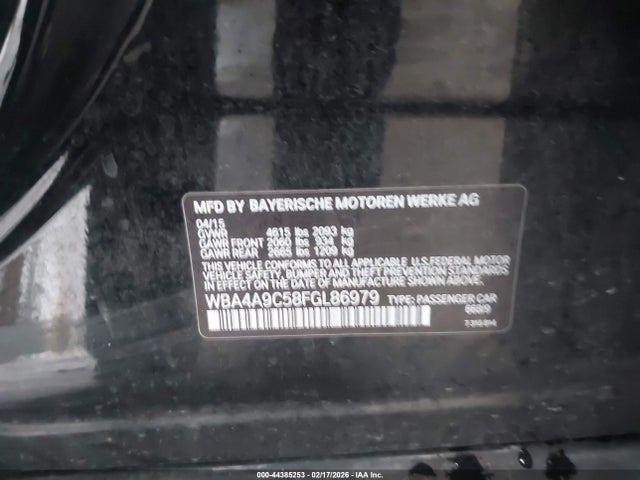 MFD BY BAYERISCHE MOTOREN WERKE AG
04/15
GVWR 4615 lbs 2093 kg
GAWR FRONT 2060 lbs 934 kg
GAWR REAR 2665 lbs 1209 kg
THIS VEHICLE CONFORMS TO ALL APPLICABLE U.S. FEDERAL MOTOR
VEHICLE SAFETY, BUMPER, AND THEFT PREVENTION STANDARDS
IN EFFECT ON THE DATE OF MANUFACTURE SHOWN ABOVE.
WBA4A9C58FGL86979 TYPE: PASSENGER CAR
000-44385253 - 02/17/2026 - IAA Inc.